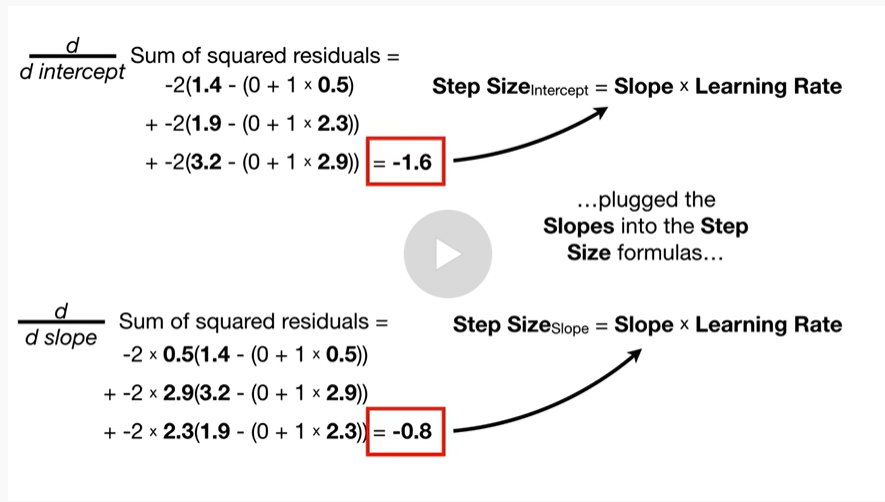 d
d intercept
Sum of squared residuals =
-2(1.4 - (0 + 1 × 0.5)
+ -2(1.9 - (0 + 1 × 2.3))
+ -2(3.2 - (0 + 1 × 2.9)) = -1.6
Step SizeIntercept = Slope × Learning Rate
...plugged the
Slopes into the Step
Size formulas...
d
d slope
Sum of squared residuals =
-2 × 0.5(1.4 - (0 + 1 × 0.5))
+ -2 × 2.9(3.2 - (0 + 1 × 2.9))
+ -2 × 2.3(1.9 - (0 + 1 × 2.3)) = -0.8
Step SizeSlope = Slope × Learning Rate